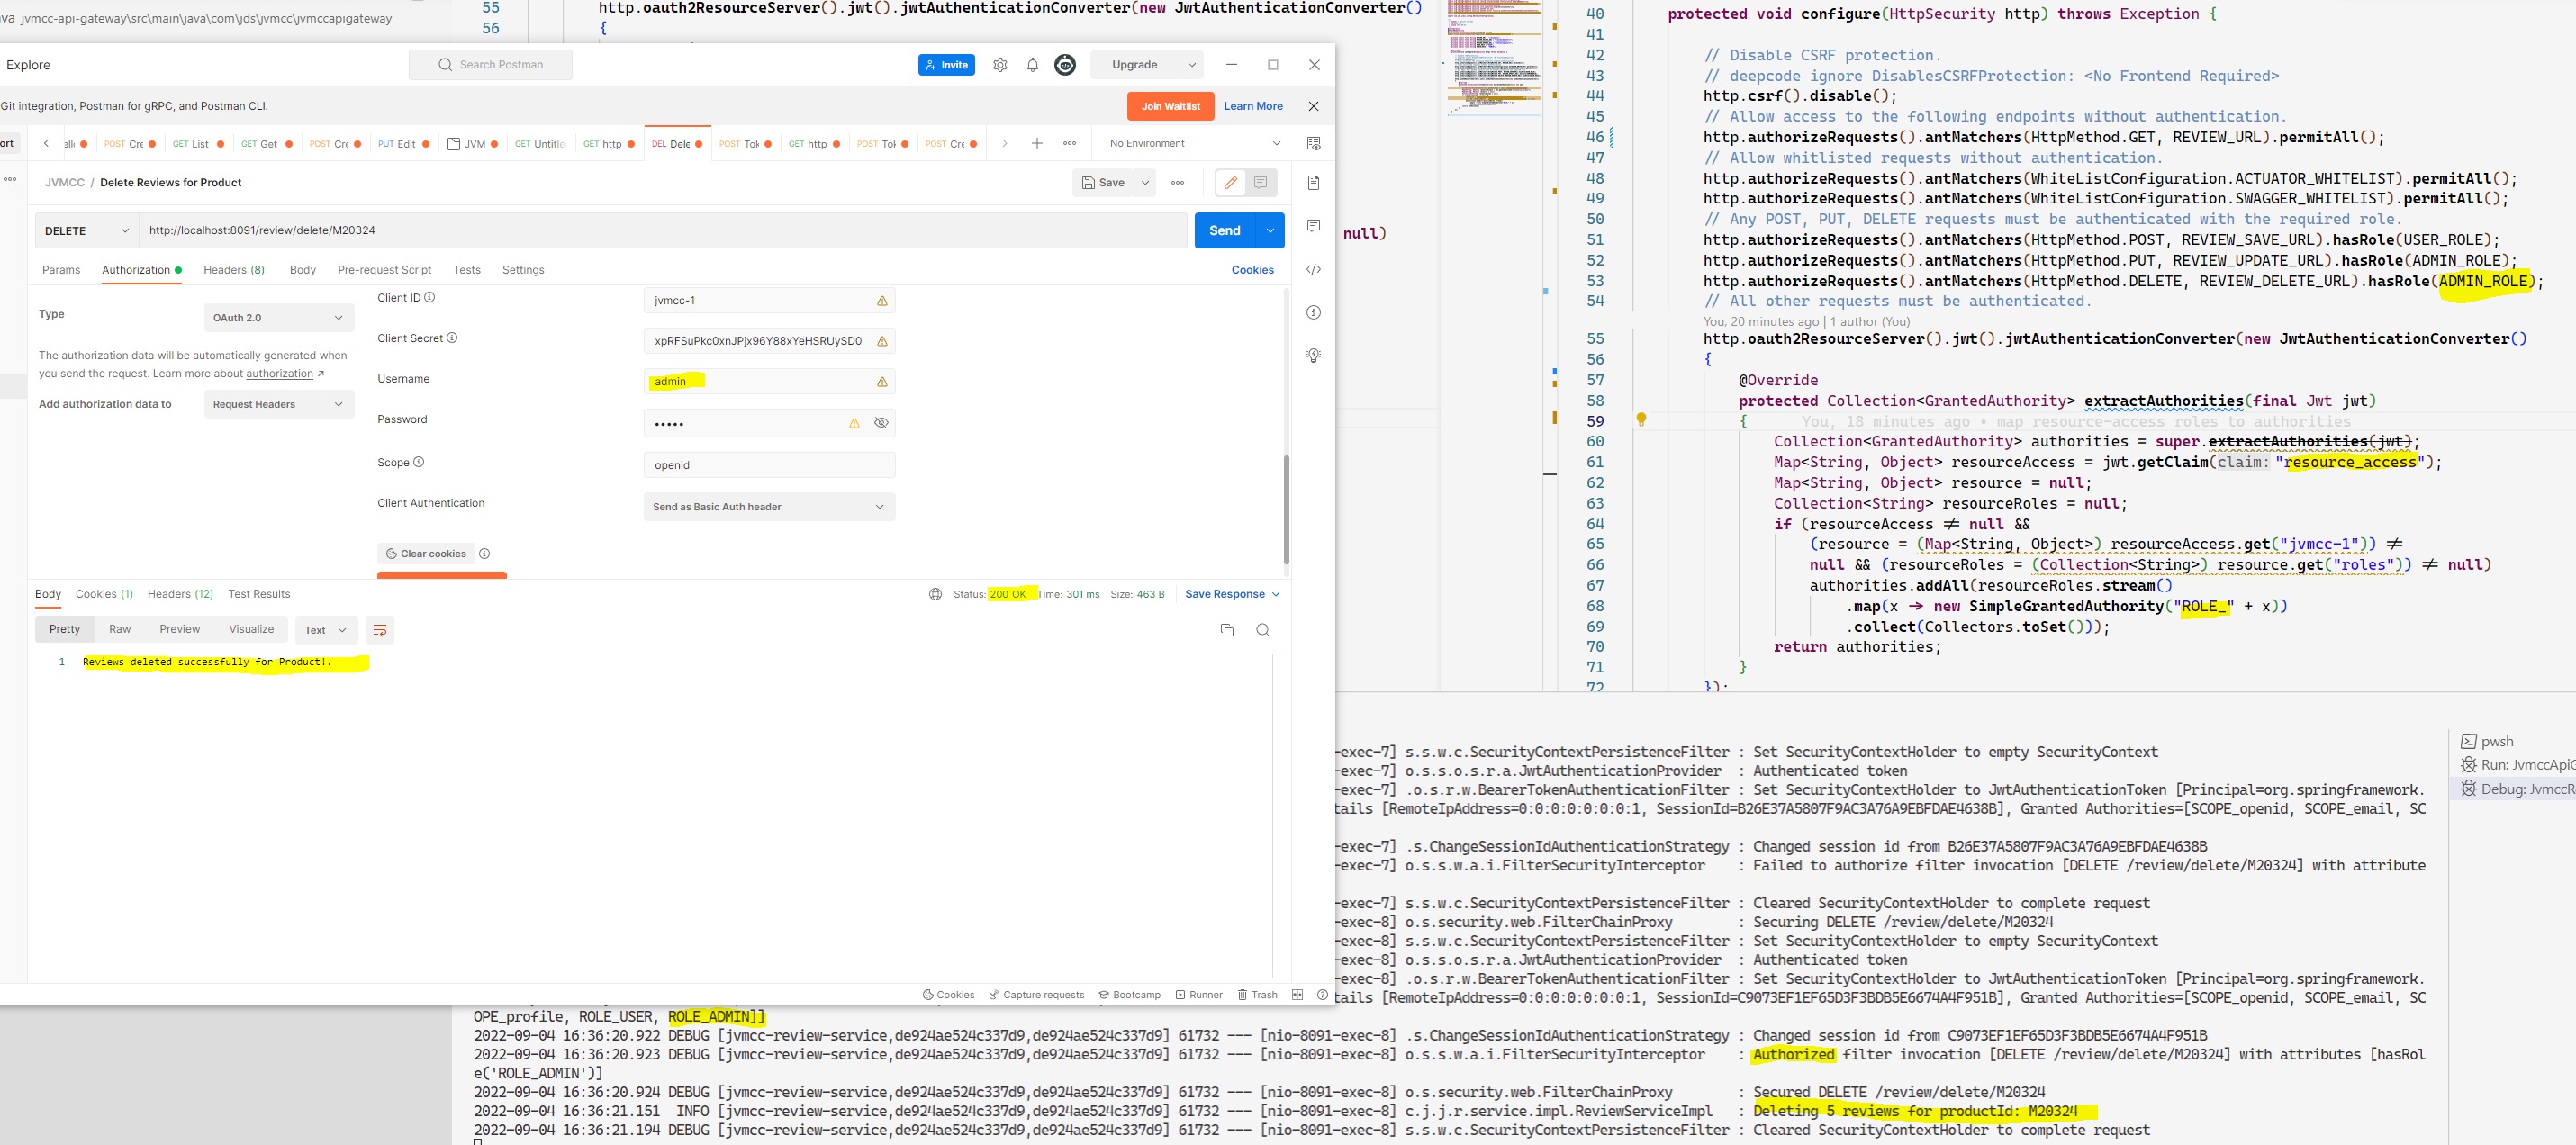 ava jvmcc-api-gateway\src\main\java\com\jds\jvmcc\jvmccapigateway
55 http.oauth2ResourceServer().jwt().jwtAuthenticationConverter(new JwtAuthenticationConverter()
56 {
Explore
Search Postman
Invite
Upgrade
Git integration, Postman for gRPC, and Postman CLI.
Join Waitlist
Learn More
ort
POST Cre
GET List
GET Get
POST Cre
PUT Edit
JVM
GET Untitle
GET http
DEL Dele
POST Tok
GET http
POST Tok
POST Cre
No Environment
JVMCC / Delete Reviews for Product
Save
DELETE
http://localhost:8091/review/delete/M20324
Send
Params
Authorization
Headers (8)
Body
Pre-request Script
Tests
Settings
Cookies
Type
OAuth 2.0
The authorization data will be automatically generated when
you send the request. Learn more about authorization ↗
Add authorization data to
Request Headers
Client ID
jvmcc-1
Client Secret
xpRFSuPkc0xnJPjx96Y88xYeHSRUySD0
Username
admin
Password
•••••
Scope
openid
Client Authentication
Send as Basic Auth header
Clear cookies
Body
Cookies (1)
Headers (12)
Test Results
Status: 200 OK
Time: 301 ms
Size: 463 B
Save Response
Pretty
Raw
Preview
Visualize
Text
1 Reviews deleted successfully for Product!.
Cookies
Capture requests
Bootcamp
Runner
Trash
null)
40 protected void configure(HttpSecurity http) throws Exception {
41
42 // Disable CSRF protection.
43 // deepcode ignore DisablesCSRFProtection: <No Frontend Required>
44 http.csrf().disable();
45 // Allow access to the following endpoints without authentication.
46 http.authorizeRequests().antMatchers(HttpMethod.GET, REVIEW_URL).permitAll();
47 // Allow whitlisted requests without authentication.
48 http.authorizeRequests().antMatchers(WhiteListConfiguration.ACTUATOR_WHITELIST).permitAll();
49 http.authorizeRequests().antMatchers(WhiteListConfiguration.SWAGGER_WHITELIST).permitAll();
50 // Any POST, PUT, DELETE requests must be authenticated with the required role.
51 http.authorizeRequests().antMatchers(HttpMethod.POST, REVIEW_SAVE_URL).hasRole(USER_ROLE);
52 http.authorizeRequests().antMatchers(HttpMethod.PUT, REVIEW_UPDATE_URL).hasRole(ADMIN_ROLE);
53 http.authorizeRequests().antMatchers(HttpMethod.DELETE, REVIEW_DELETE_URL).hasRole(ADMIN_ROLE);
54 // All other requests must be authenticated.
You, 20 minutes ago | 1 author (You)
55 http.oauth2ResourceServer().jwt().jwtAuthenticationConverter(new JwtAuthenticationConverter()
56 {
57 @Override
58 protected Collection<GrantedAuthority> extractAuthorities(final Jwt jwt)
59 { You, 18 minutes ago • map resource-access roles to authorities
60 Collection<GrantedAuthority> authorities = super.extractAuthorities(jwt);
61 Map<String, Object> resourceAccess = jwt.getClaim(claim: "resource_access");
62 Map<String, Object> resource = null;
63 Collection<String> resourceRoles = null;
64 if (resourceAccess ≠ null &&
65 (resource = (Map<String, Object>) resourceAccess.get("jvmcc-1")) ≠
66 null && (resourceRoles = (Collection<String>) resource.get("roles")) ≠ null)
67 authorities.addAll(resourceRoles.stream()
68 .map(x → new SimpleGrantedAuthority("ROLE_" + x))
69 .collect(Collectors.toSet()));
70 return authorities;
71 }
72 });
-exec-7] s.s.w.c.SecurityContextPersistenceFilter : Set SecurityContextHolder to empty SecurityContext
-exec-7] o.s.s.o.s.r.a.JwtAuthenticationProvider : Authenticated token
-exec-7] .o.s.r.w.BearerTokenAuthenticationFilter : Set SecurityContextHolder to JwtAuthenticationToken [Principal=org.springframework.
tails [RemoteIpAddress=0:0:0:0:0:0:0:1, SessionId=B26E37A5807F9AC3A76A9EBFDAE4638B], Granted Authorities=[SCOPE_openid, SCOPE_email, SC
-exec-7] .s.ChangeSessionIdAuthenticationStrategy : Changed session id from B26E37A5807F9AC3A76A9EBFDAE4638B
-exec-7] o.s.s.w.a.i.FilterSecurityInterceptor : Failed to authorize filter invocation [DELETE /review/delete/M20324] with attribute
-exec-7] s.s.w.c.SecurityContextPersistenceFilter : Cleared SecurityContextHolder to complete request
-exec-8] o.s.security.web.FilterChainProxy : Securing DELETE /review/delete/M20324
-exec-8] s.s.w.c.SecurityContextPersistenceFilter : Set SecurityContextHolder to empty SecurityContext
-exec-8] o.s.s.o.s.r.a.JwtAuthenticationProvider : Authenticated token
-exec-8] .o.s.r.w.BearerTokenAuthenticationFilter : Set SecurityContextHolder to JwtAuthenticationToken [Principal=org.springframework.
tails [RemoteIpAddress=0:0:0:0:0:0:0:1, SessionId=C9073EF1EF65D3F3BDB5E6674A4F951B], Granted Authorities=[SCOPE_openid, SCOPE_email, SC
OPE_profile, ROLE_USER, ROLE_ADMIN]]
2022-09-04 16:36:20.922 DEBUG [jvmcc-review-service,de924ae524c337d9,de924ae524c337d9] 61732 --- [nio-8091-exec-8] .s.ChangeSessionIdAuthenticationStrategy : Changed session id from C9073EF1EF65D3F3BDB5E6674A4F951B
2022-09-04 16:36:20.923 DEBUG [jvmcc-review-service,de924ae524c337d9,de924ae524c337d9] 61732 --- [nio-8091-exec-8] o.s.s.w.a.i.FilterSecurityInterceptor : Authorized filter invocation [DELETE /review/delete/M20324] with attributes [hasRol
e('ROLE_ADMIN')]
2022-09-04 16:36:20.924 DEBUG [jvmcc-review-service,de924ae524c337d9,de924ae524c337d9] 61732 --- [nio-8091-exec-8] o.s.security.web.FilterChainProxy : Secured DELETE /review/delete/M20324
2022-09-04 16:36:21.151 INFO [jvmcc-review-service,de924ae524c337d9,de924ae524c337d9] 61732 --- [nio-8091-exec-8] c.j.j.r.service.impl.ReviewServiceImpl : Deleting 5 reviews for productId: M20324
2022-09-04 16:36:21.194 DEBUG [jvmcc-review-service,de924ae524c337d9,de924ae524c337d9] 61732 --- [nio-8091-exec-8] s.s.w.c.SecurityContextPersistenceFilter : Cleared SecurityContextHolder to complete request
pwsh
Run: JvmccApiG
Debug: JvmccRe